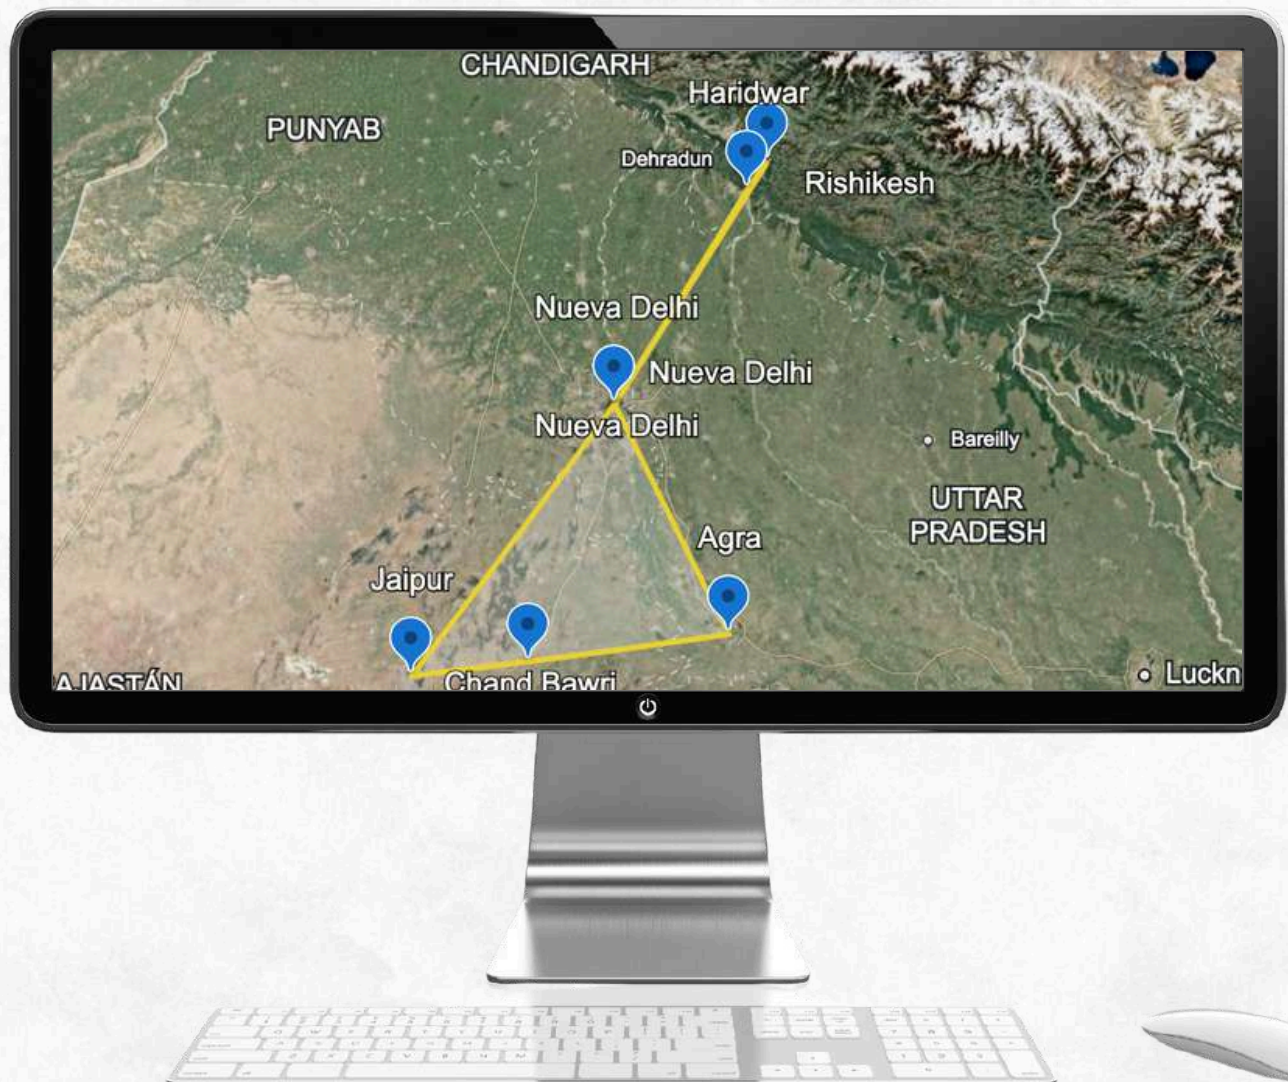 CHANDIGARH
Haridwar
PUNYAB
Dehradun
Rishikesh
Nueva Delhi
Nueva Delhi
Nueva Delhi
Bareilly
UTTAR
PRADESH
Agra
Jaipur
Chand Bawri
AJASTÁN
Luckn